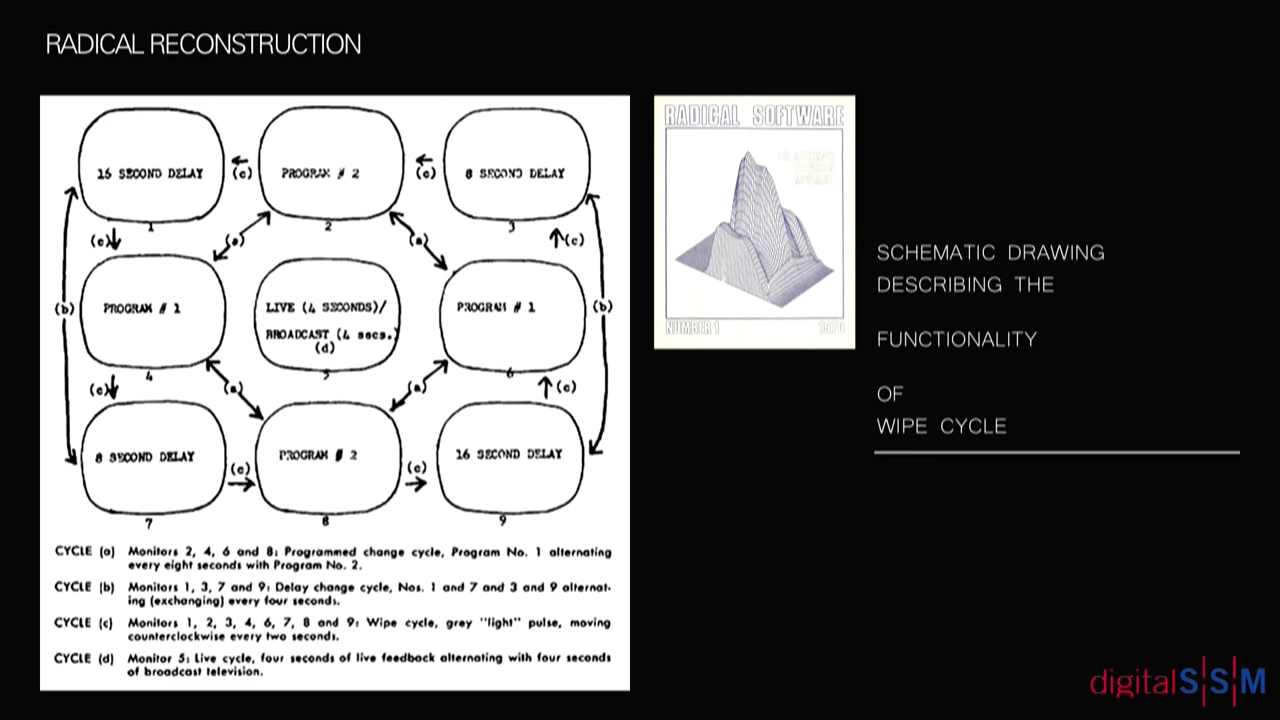 RADICAL RECONSTRUCTION
16 SECOND DELAY
(c)
PROGRAM # 2
(c)
8 SECOND DELAY
1
2
3
(c)
(a)
(a)
(c)
(b)
PROGRAM # 1
LIVE (4 SECONDS)/
BROADCAST (4 secs.)
(d)
PROGRAM # 1
(b)
4
5
6
(c)
(a)
(a)
(c)
8 SECOND DELAY
(c)
PROGRAM # 2
(c)
16 SECOND DELAY
7
8
9
CYCLE (a) Monitors 2, 4, 6 and 8: Programmed change cycle, Program No. 1 alternating
every eight seconds with Program No. 2.
CYCLE (b) Monitors 1, 3, 7 and 9: Delay change cycle, Nos. 1 and 7 and 3 and 9 alternat-
ing (exchanging) every four seconds.
CYCLE (c) Monitors 1, 2, 3, 4, 6, 7, 8 and 9: Wipe cycle, grey "light" pulse, moving
counterclockwise every two seconds.
CYCLE (d) Monitor 5: Live cycle, four seconds of live feedback alternating with four seconds
of broadcast television.
RADICAL SOFTWARE
NUMBER 1
1970
SCHEMATIC DRAWING
DESCRIBING THE
FUNCTIONALITY
OF
WIPE CYCLE
digitalSSM